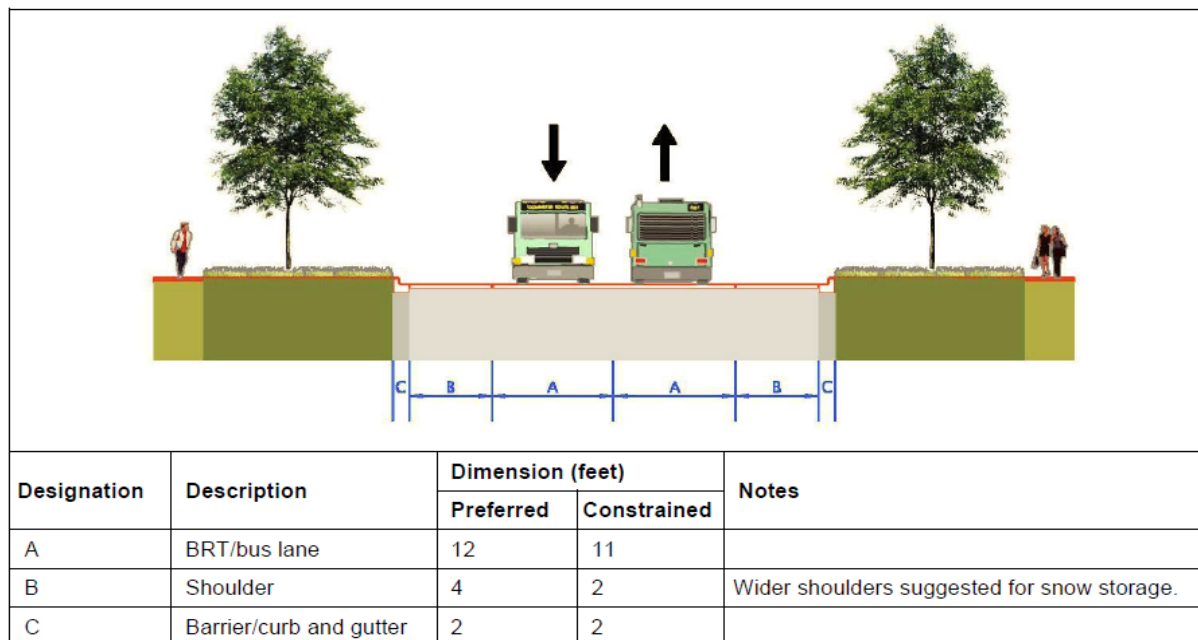 C B A A B C
Designation Description Dimension (feet) Notes
Preferred Constrained
A BRT/bus lane 12 11
B Shoulder 4 2 Wider shoulders suggested for snow storage.
C Barrier/curb and gutter 2 2